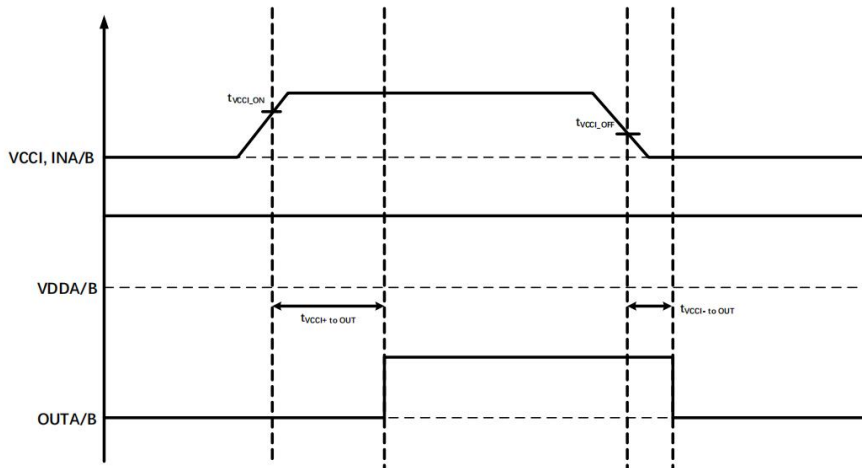 tVCCI_ON
tVCCI_OFF
VCCI, INA/B
VDDA/B
tVCCI+ to OUT
tVCCI- to OUT
OUTA/B